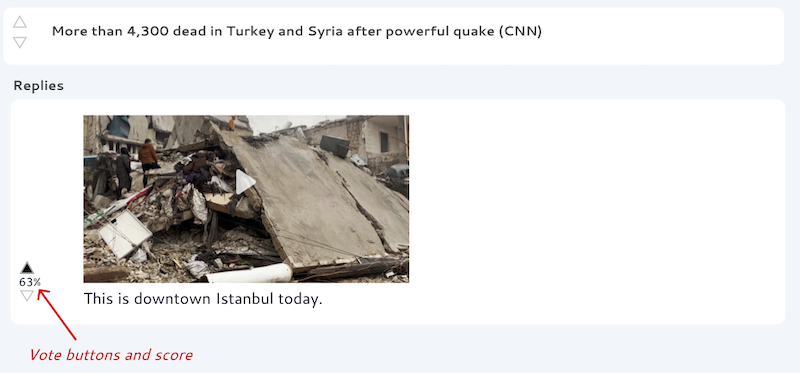 More than 4,300 dead in Turkey and Syria after powerful quake (CNN)
Replies
63%
This is downtown Istanbul today.
Vote buttons and score